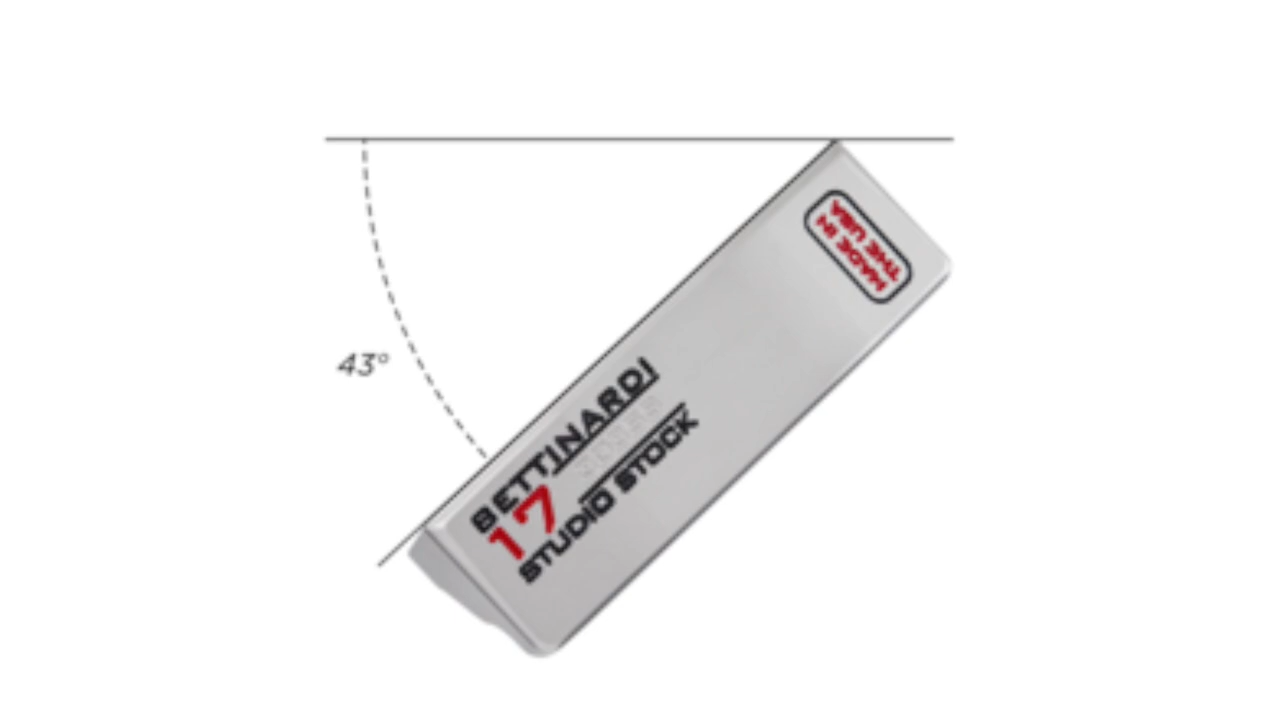 43°
BETTINARDI
17
STUDIO STOCK
MADE IN
THE USA